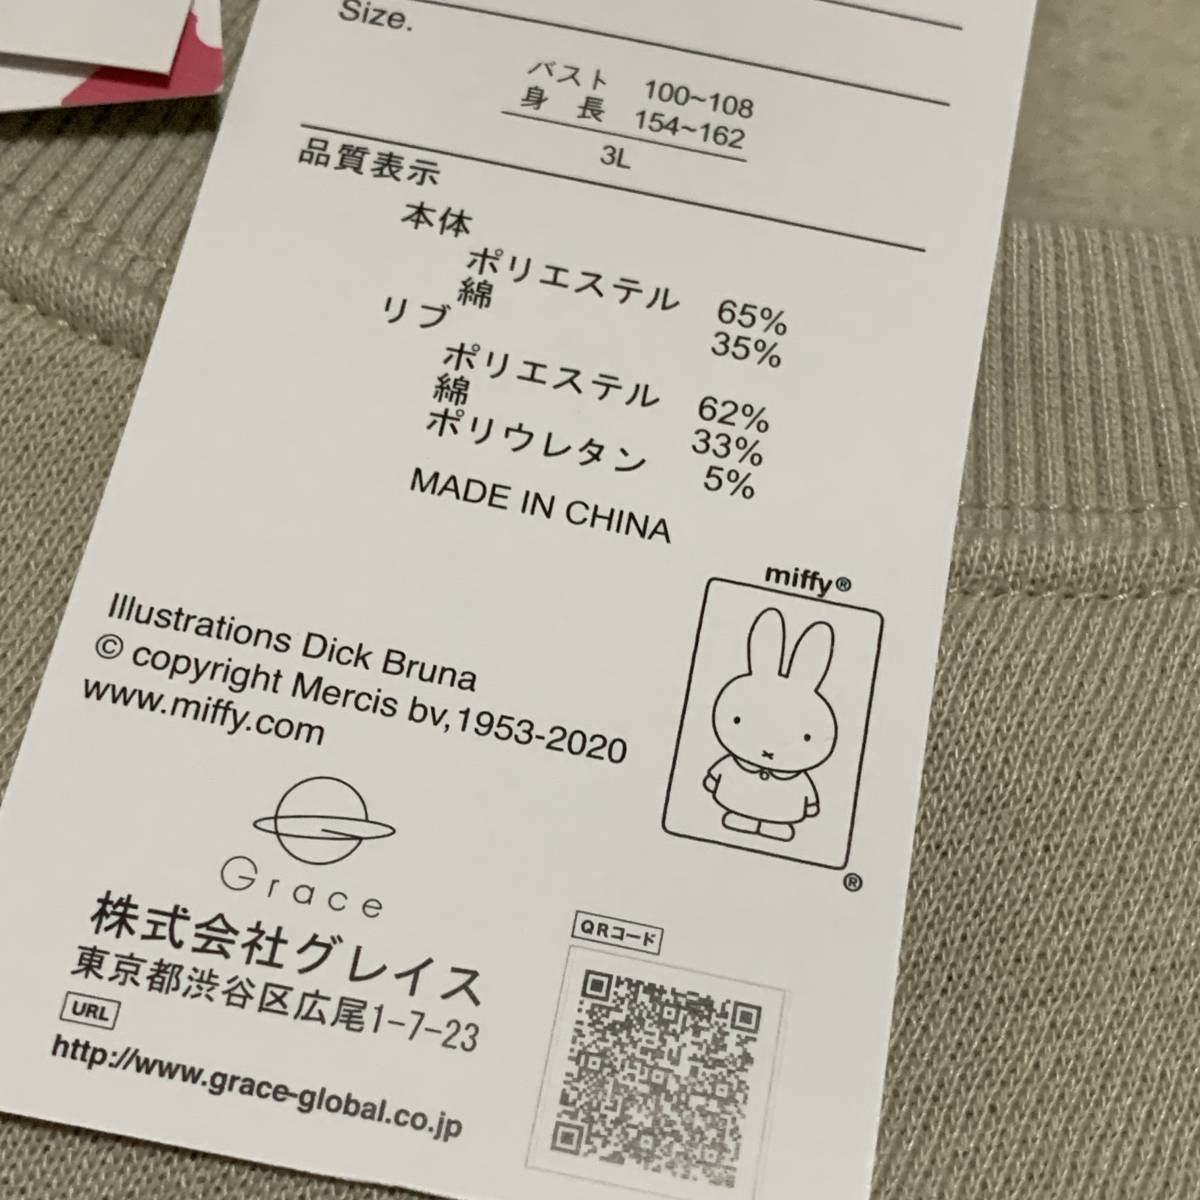 Size.
バスト 100~108
身長 154~162
3L
品質表示
本体
ポリエステル 65%
綿 35%
リブ
ポリエステル 62%
綿 33%
ポリウレタン 5%
MADE IN CHINA
miffy®
Illustrations Dick Bruna
© copyright Mercis bv,1953-2020
www.miffy.com
®
Grace
株式会社グレイス
東京都渋谷区広尾1-7-23
URL
http://www.grace-global.co.jp
QRコード